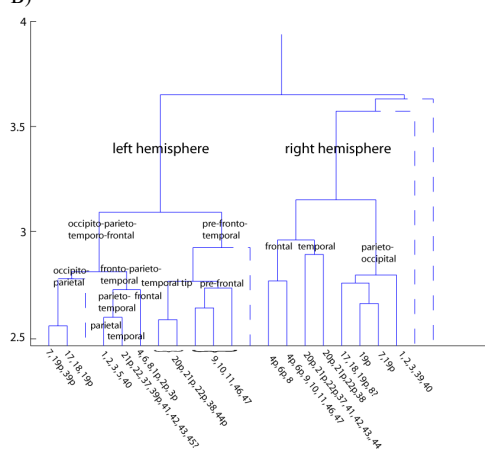 B)
4
3.5
left hemisphere
right hemisphere
3
occipito-parieto-
temporo-frontal
pre-fronto-
temporal
frontal
temporal
parieto-
occipital
occipito-
parietal
fronto-parieto-
temporal
temporal tip
pre-frontal
parieto-
temporal
frontal
parietal
temporal
2.5
7,19p,39p
17,18,19p
1,2,3,5,40
21p,22,37,39p,41,42,43,45?
4,6,8,1p,2p,3p
20p,21p,22p,38,44p
9,10,11,46,47
4p,6p,8
4p,6p,9,10,11,46,47
20p,21p,22p,37,41,42,43,44
20p,21p,22p38
17,18,19p,8?
19p
7,19p
1,2,3,39,40